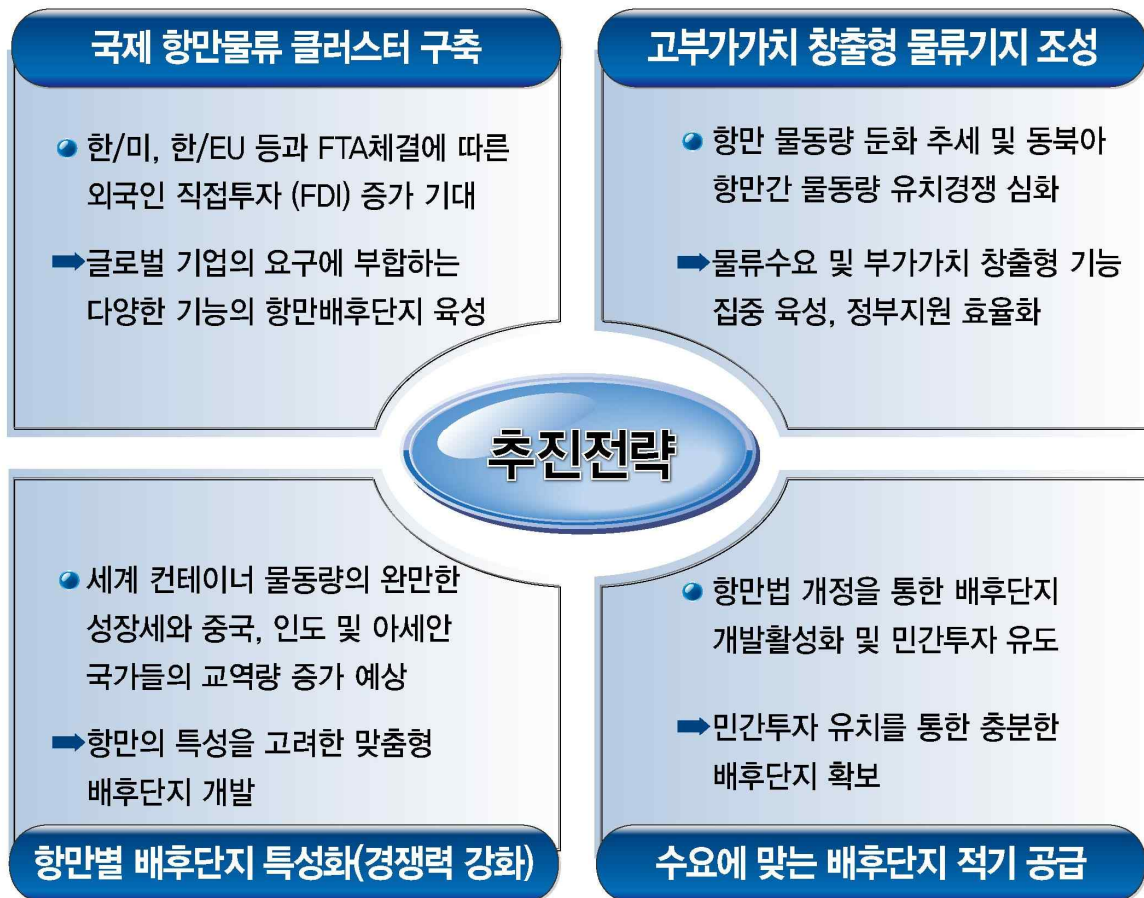 국제 항만물류 클러스터 구축
한/미, 한/EU 등과 FTA체결에 따른
외국인 직접투자 (FDI) 증가 기대
글로벌 기업의 요구에 부합하는
다양한 기능의 항만배후단지 육성
고부가가치 창출형 물류기지 조성
항만 물동량 둔화 추세 및 동북아
항만간 물동량 유치경쟁 심화
물류수요 및 부가가치 창출형 기능
집중 육성, 정부지원 효율화
추진전략
세계 컨테이너 물동량의 완만한
성장세와 중국, 인도 및 아세안
국가들의 교역량 증가 예상
항만의 특성을 고려한 맞춤형
배후단지 개발
항만별 배후단지 특성화(경쟁력 강화)
항만법 개정을 통한 배후단지
개발활성화 및 민간투자 유도
민간투자 유치를 통한 충분한
배후단지 확보
수요에 맞는 배후단지 적기 공급